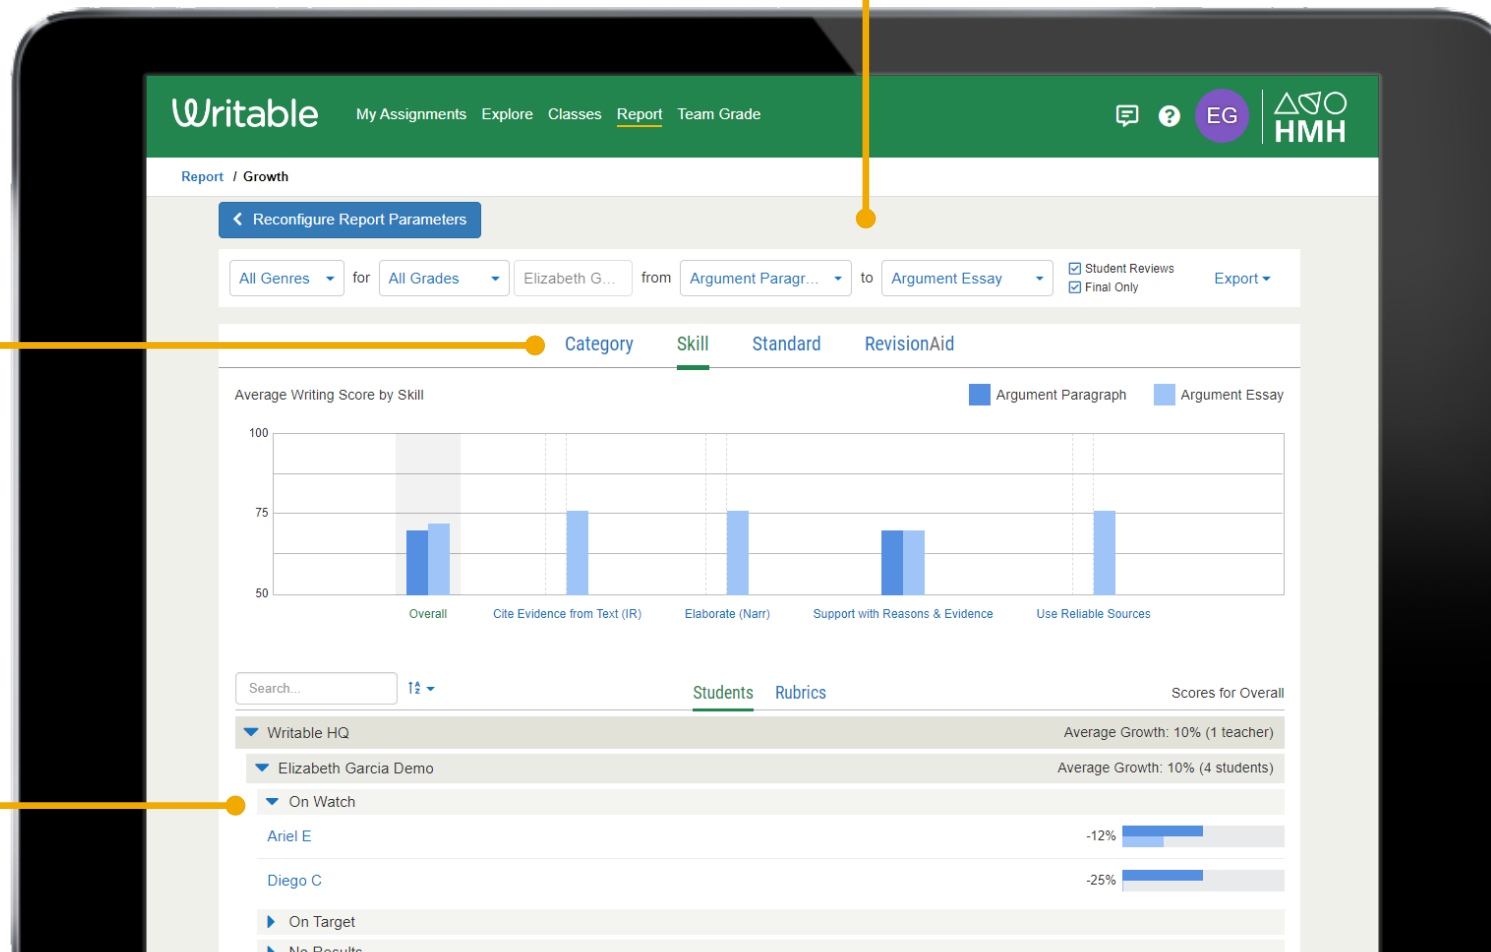 Writable My Assignments Explore Classes Report Team Grade EG HMH
Report / Growth
Reconfigure Report Parameters
All Genres for All Grades Elizabeth G... from Argument Paragr... to Argument Essay Student Reviews Export
Final Only
Category Skill Standard RevisionAid
Average Writing Score by Skill Argument Paragraph Argument Essay
100
75
50
Overall Cite Evidence from Text (IR) Elaborate (Narr) Support with Reasons & Evidence Use Reliable Sources
Search... Students Rubrics Scores for Overall
Writable HQ Average Growth: 10% (1 teacher)
Elizabeth Garcia Demo Average Growth: 10% (4 students)
On Watch
Ariel E -12%
Diego C -25%
On Target
No Results